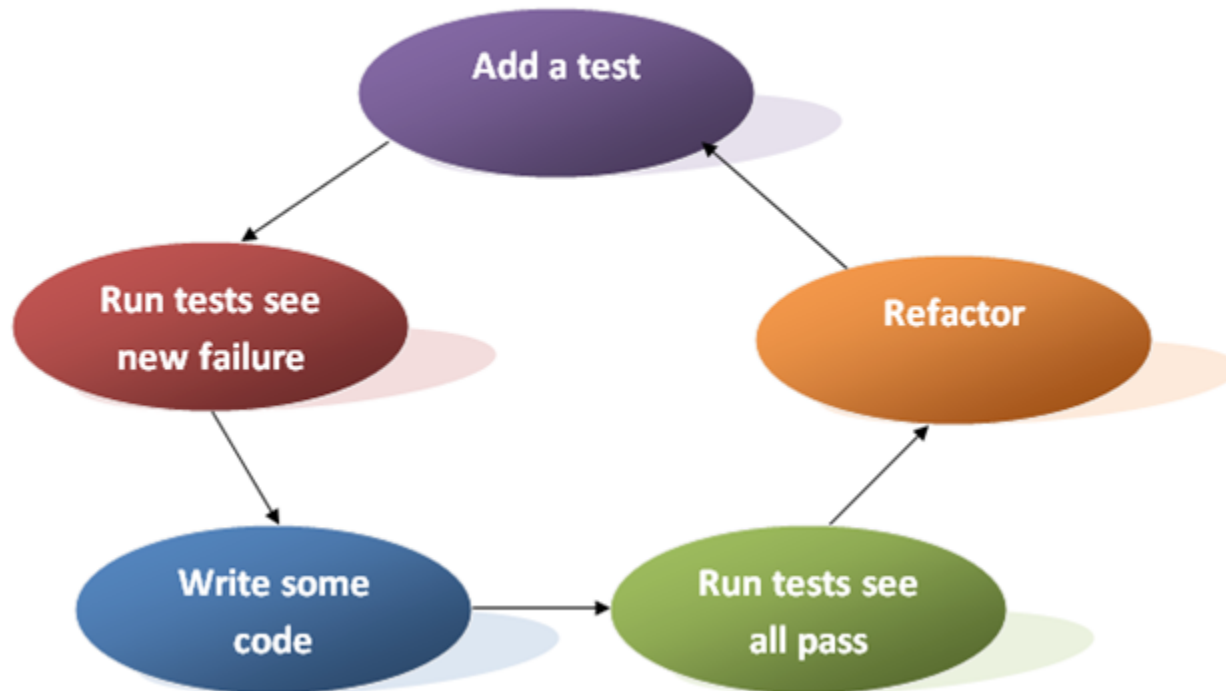 Add a test
Run tests see
new failure
Refactor
Write some
code
Run tests see
all pass